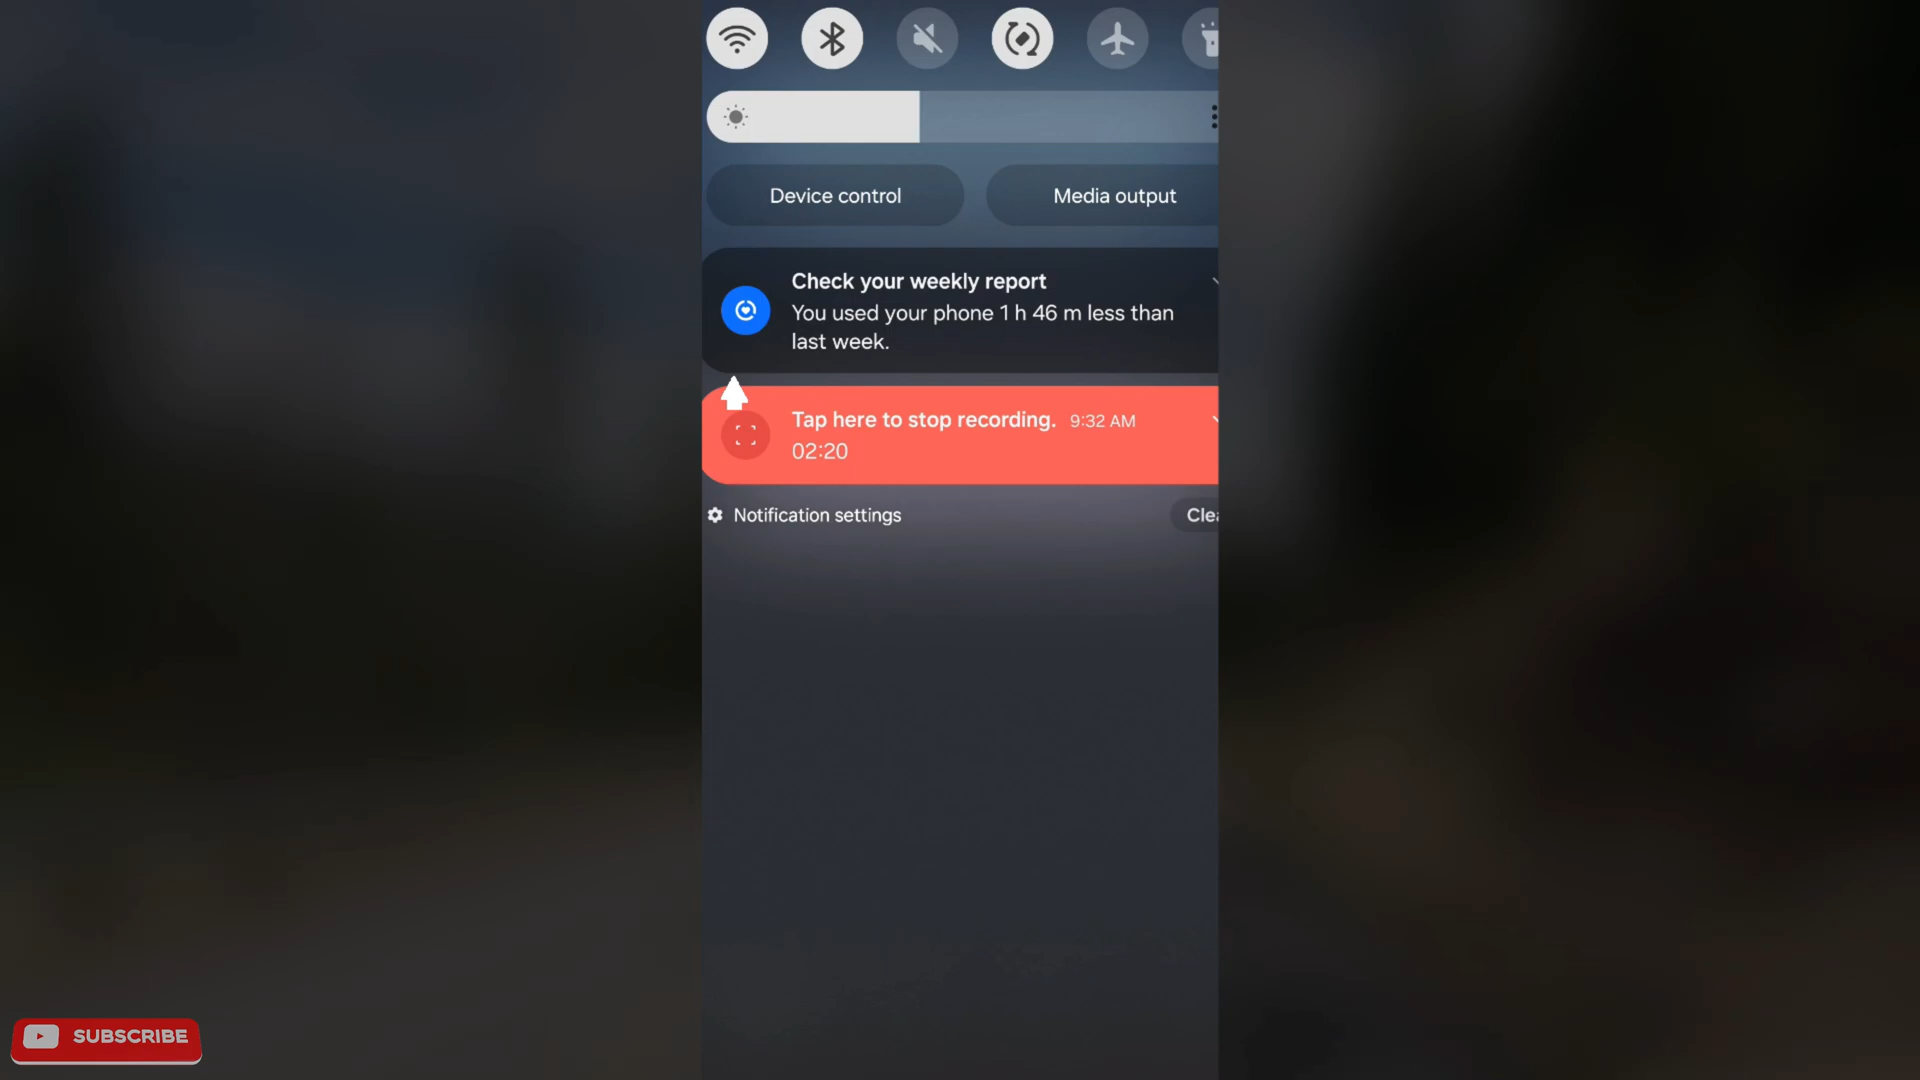 Device control
Media output
Check your weekly report
You used your phone 1 h 46 m less than
last week.
Tap here to stop recording. 9:32 AM
02:20
Notification settings
Clea
SUBSCRIBE